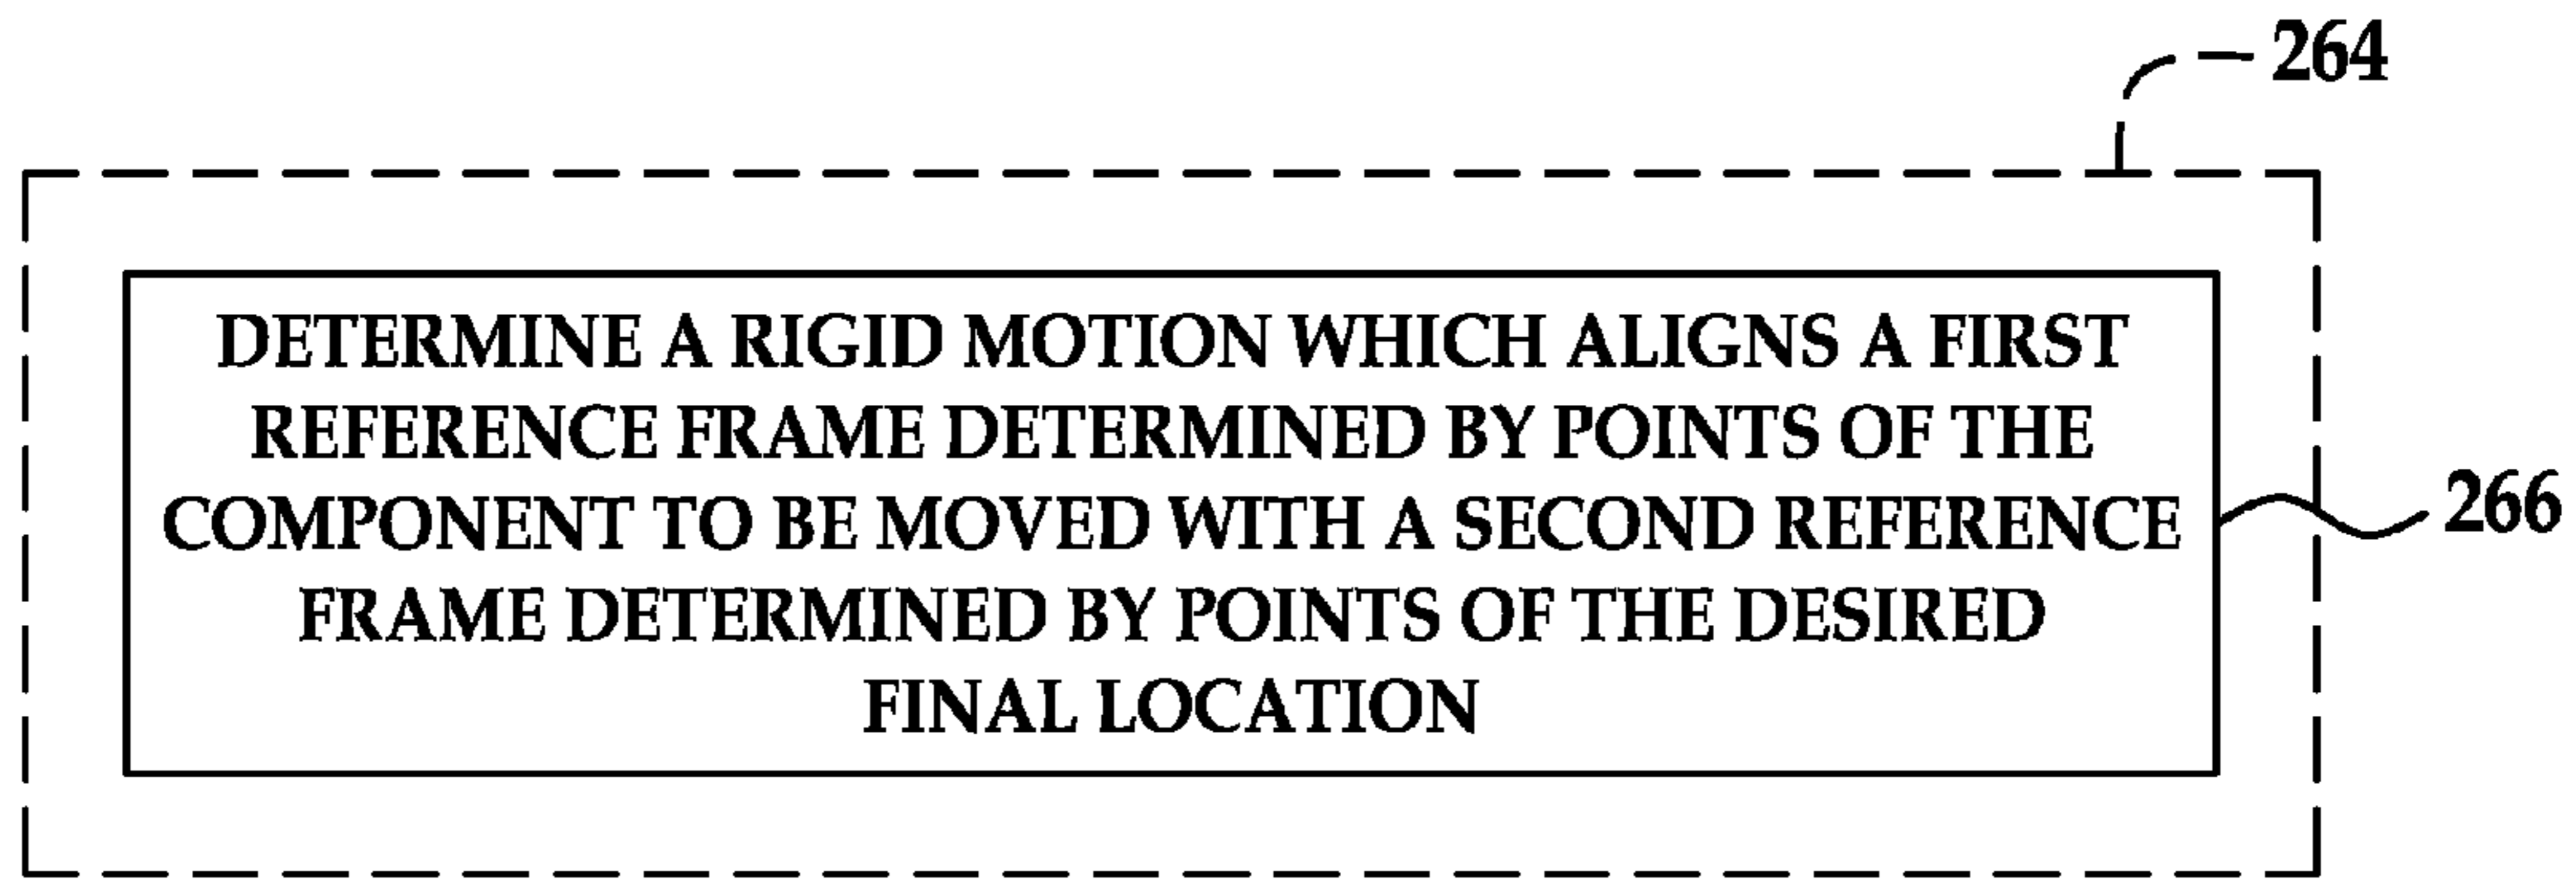 264
DETERMINE A RIGID MOTION WHICH ALIGNS A FIRST
REFERENCE FRAME DETERMINED BY POINTS OF THE
COMPONENT TO BE MOVED WITH A SECOND REFERENCE
FRAME DETERMINED BY POINTS OF THE DESIRED
FINAL LOCATION
266